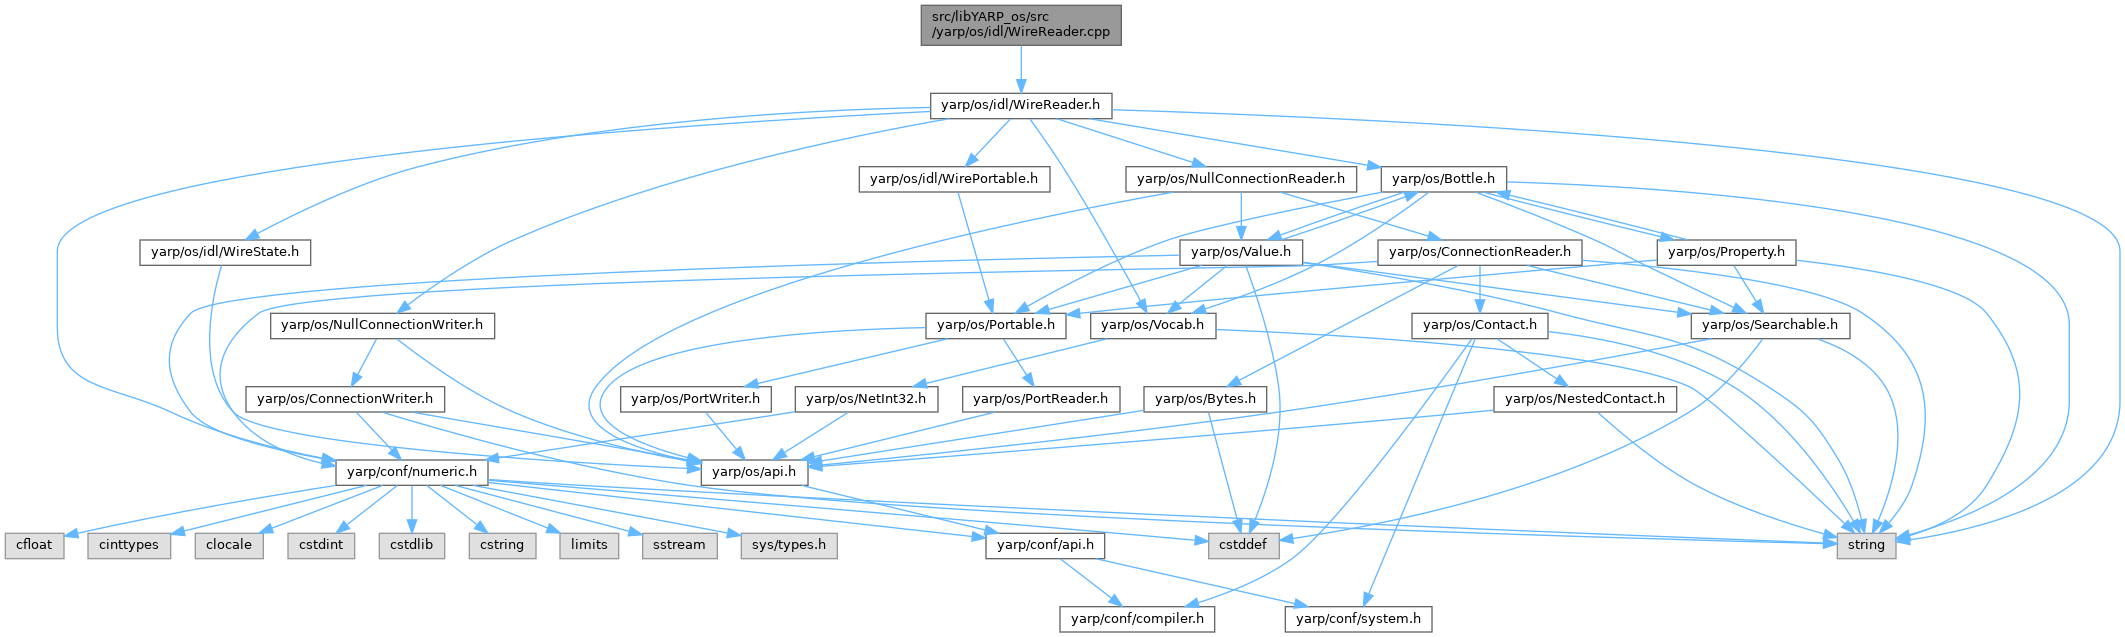 src/libYARP_os/src
/yarp/os/idl/WireReader.cpp
yarp/os/idl/WireReader.h
yarp/os/idl/WirePortable.h
yarp/os/NullConnectionReader.h
yarp/os/Bottle.h
yarp/os/idl/WireState.h
yarp/os/Value.h
yarp/os/ConnectionReader.h
yarp/os/Property.h
yarp/os/NullConnectionWriter.h
yarp/os/Portable.h
yarp/os/Vocab.h
yarp/os/Contact.h
yarp/os/Searchable.h
yarp/os/ConnectionWriter.h
yarp/os/PortWriter.h
yarp/os/NetInt32.h
yarp/os/PortReader.h
yarp/os/Bytes.h
yarp/os/NestedContact.h
yarp/conf/numeric.h
yarp/os/api.h
cfloat
cinttypes
clocale
cstdint
cstdlib
cstring
limits
sstream
sys/types.h
yarp/conf/api.h
cstddef
string
yarp/conf/compiler.h
yarp/conf/system.h